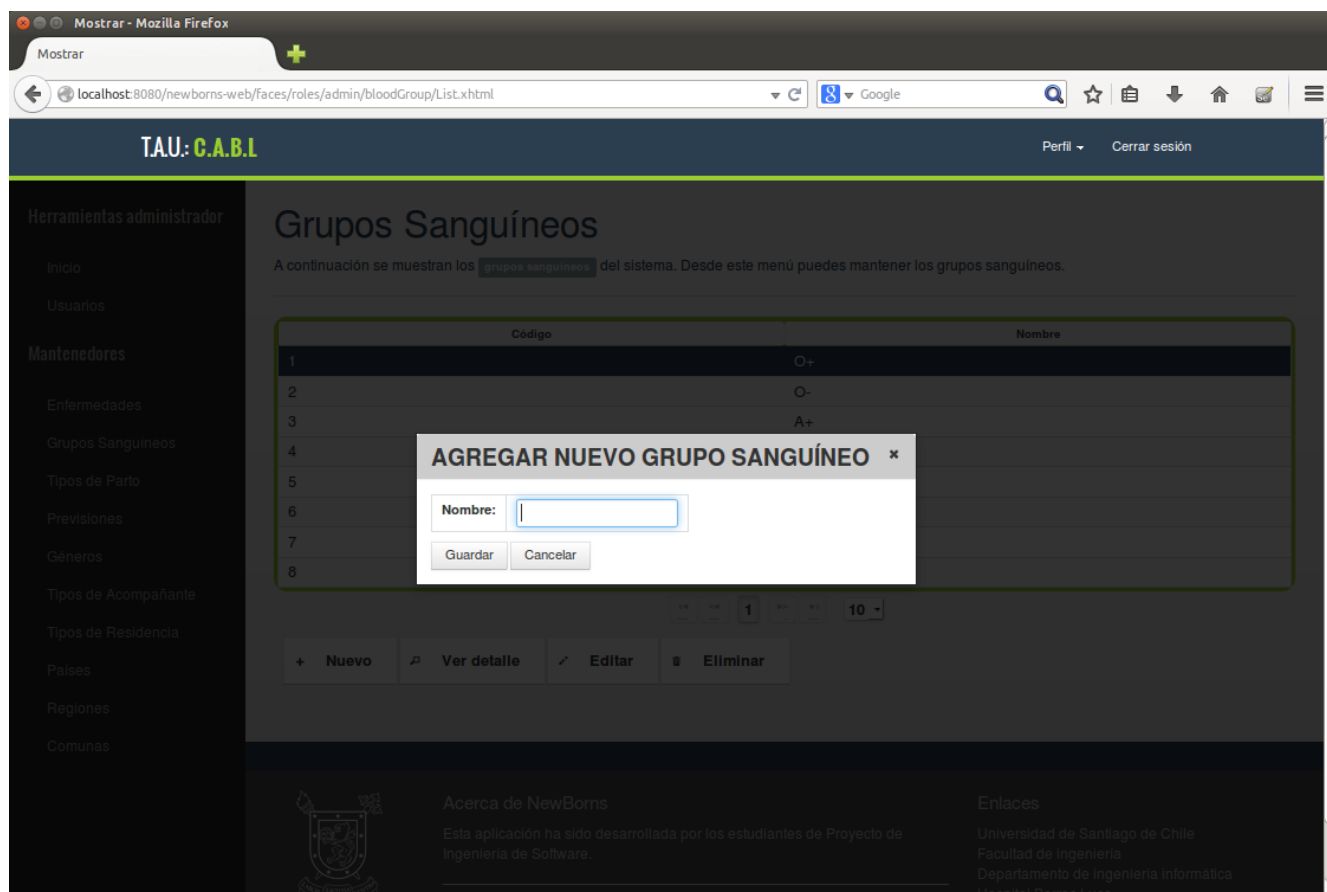 Mostrar - Mozilla Firefox
Mostrar
localhost:8080/newborns-web/faces/roles/admin/bloodGroup/List.xhtml
Google
T.A.U.: C.A.B.L
Perfil
Cerrar sesión
Herramientas administrador
Inicio
Usuarios
Mantenedores
Enfermedades
Grupos Sanguíneos
Tipos de Parto
Previsiones
Géneros
Tipos de Acompañante
Tipos de Residencia
Países
Regiones
Comunas
Grupos Sanguíneos
A continuación se muestran los grupos sanguíneos del sistema. Desde este menú puedes mantener los grupos sanguíneos.
Código Nombre
1 O+
2 O-
3 A+
4
5
6
7
8
AGREGAR NUEVO GRUPO SANGUÍNEO
Nombre:
Guardar Cancelar
1 10
Nuevo Ver detalle Editar Eliminar
Acerca de NewBorns
Esta aplicación ha sido desarrollada por los estudiantes de Proyecto de
Ingeniería de Software.
Enlaces
Universidad de Santiago de Chile
Facultad de Ingeniería
Departamento de Ingeniería Informática